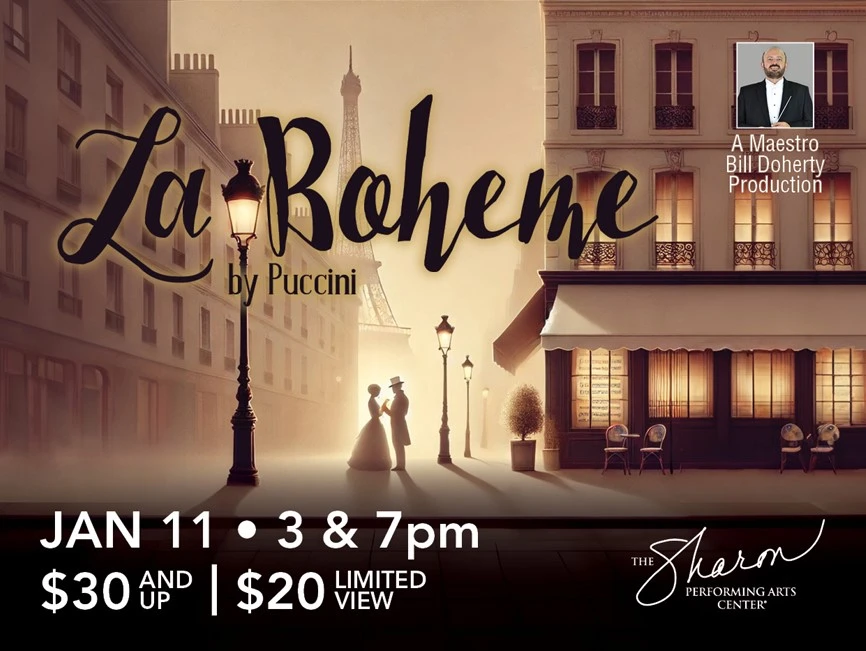 La Boheme
by Puccini
A Maestro
Bill Doherty
Production
JAN 11 • 3 & 7pm
$30 AND UP | $20 LIMITED VIEW
THE Sharon
PERFORMING ARTS
CENTER®